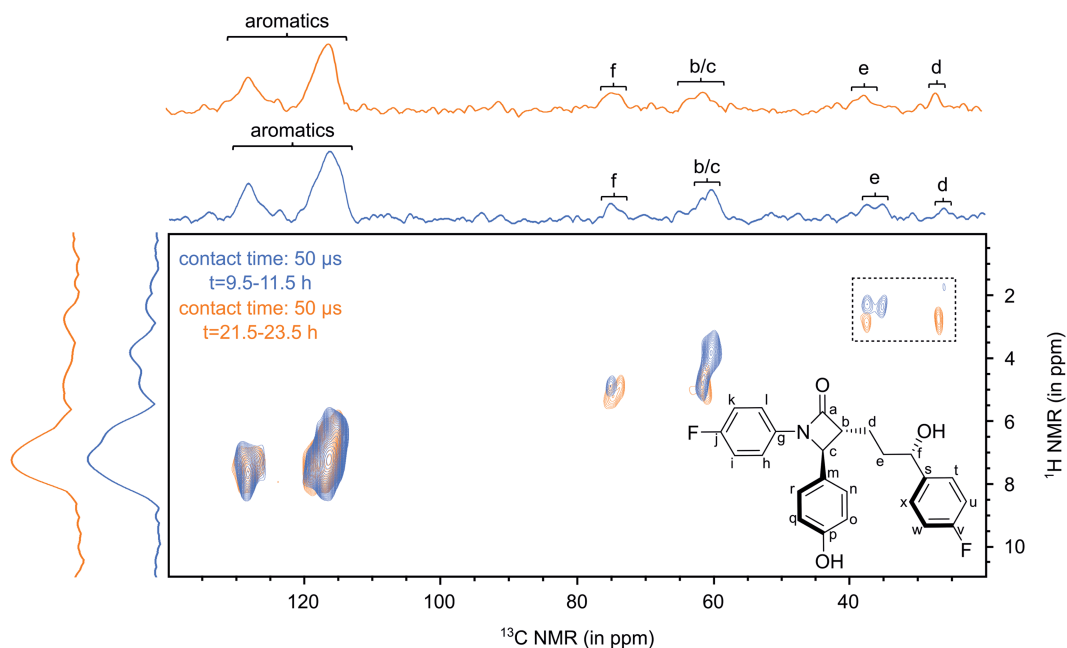 aromatics
f
b/c
e
d
aromatics
f
b/c
e
d
contact time: 50 µs
t=9.5-11.5 h
contact time: 50 µs
t=21.5-23.5 h
2
4
6
8
10
¹H NMR (in ppm)
O
k
l
a
b
d
OH
F
j
g
N
f
i
h
c
e
s
t
m
r
n
x
u
q
o
w
v
p
F
OH
120
100
80
60
40
¹³C NMR (in ppm)